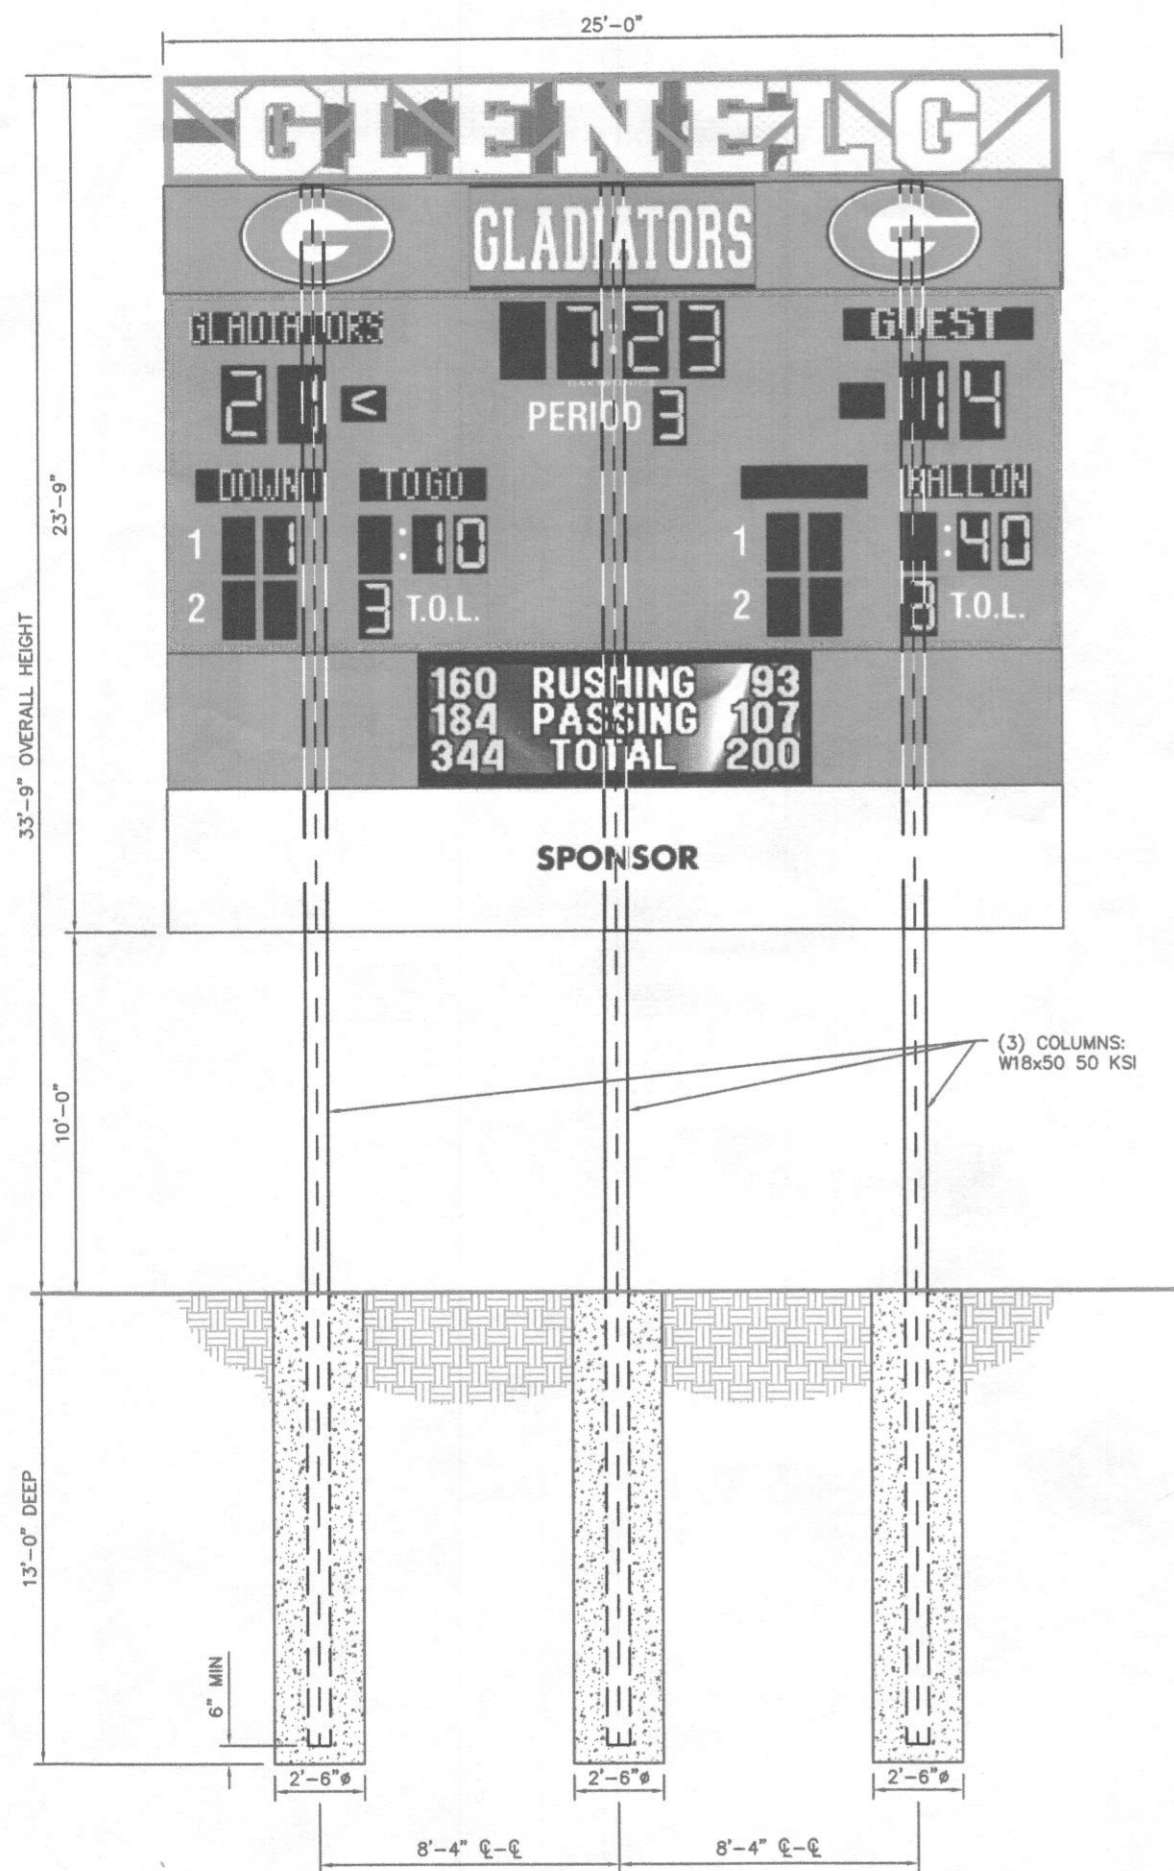 25'-0"
GLENELG
G GLADIATORS G
GLADIATORS 7:23 GUEST
DAKTRONICS
21 < PERIOD 3 14
DOWN TO GO BALL ON
1 1 :10 1 :40
2 3 T.O.L. 2 3 T.O.L.
160 RUSHING 93
184 PASSING 107
344 TOTAL 200
SPONSOR
23'-9"
33'-9" OVERALL HEIGHT
10'-0"
(3) COLUMNS:
W18x50 50 KSI
13'-0" DEEP
6" MIN
2'-6"ø 2'-6"ø 2'-6"ø
8'-4" ℄-℄ 8'-4" ℄-℄